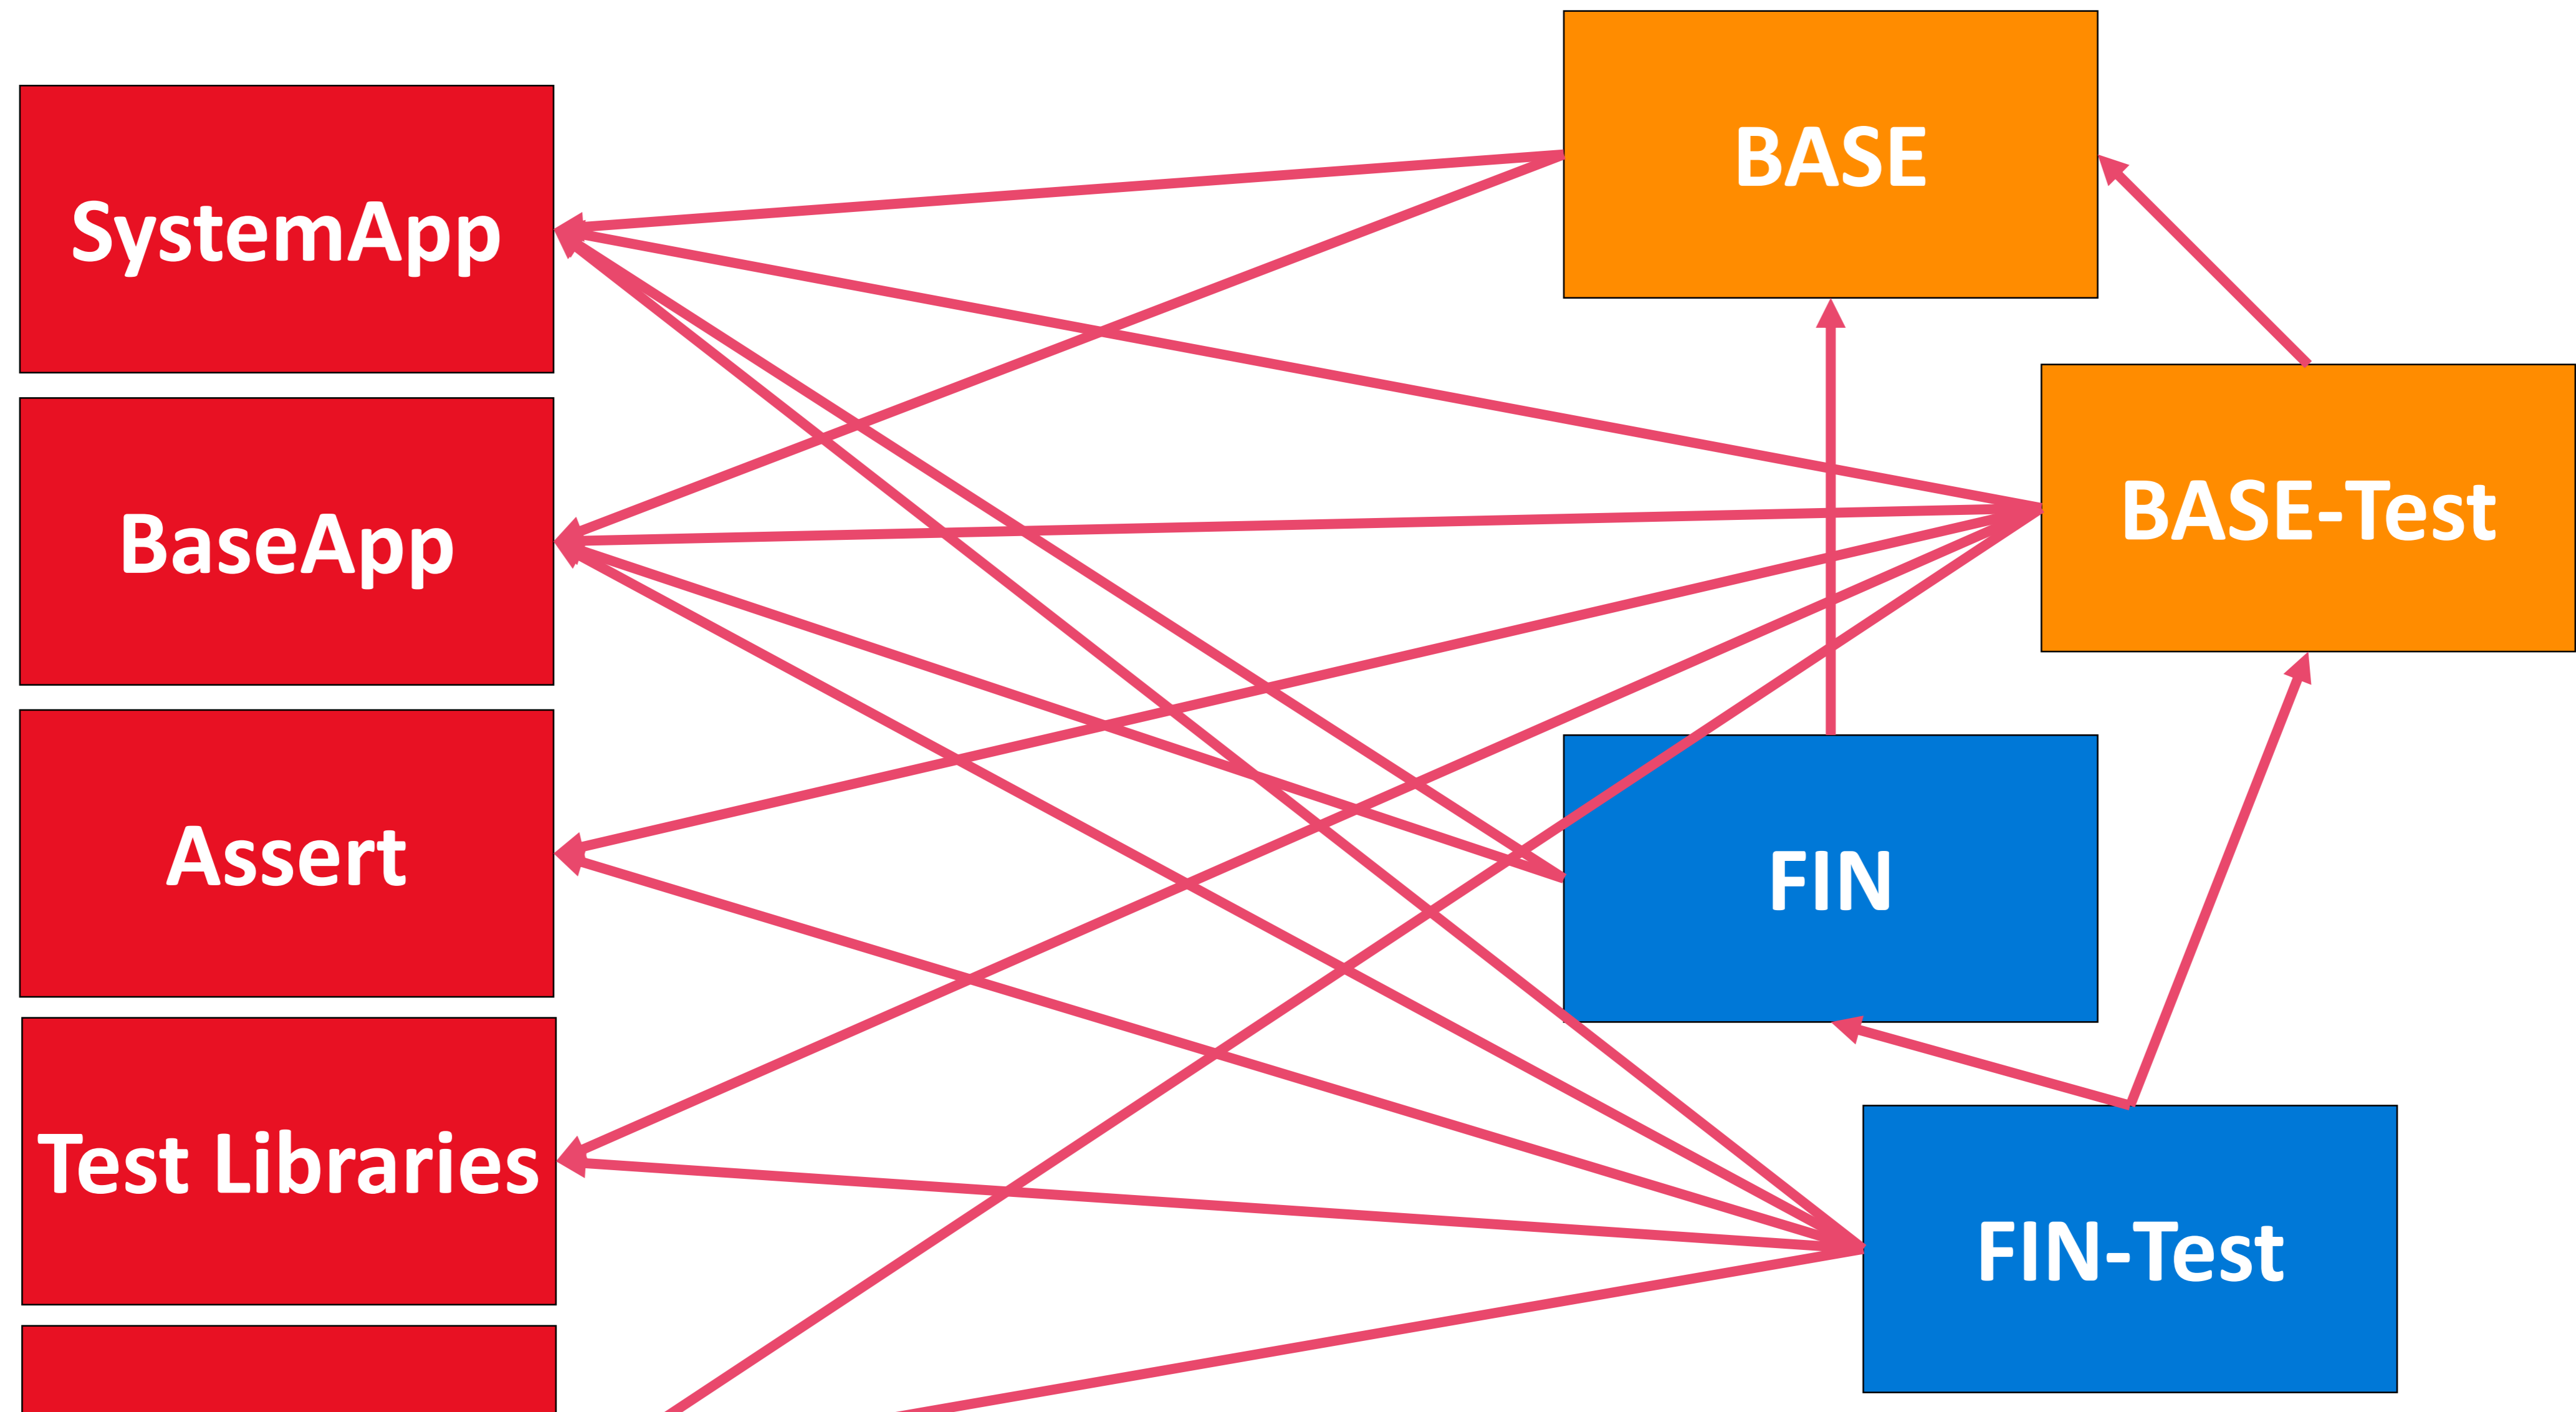 BASE
SystemApp
BASE-Test
BaseApp
Assert
FIN
Test Libraries
FIN-Test